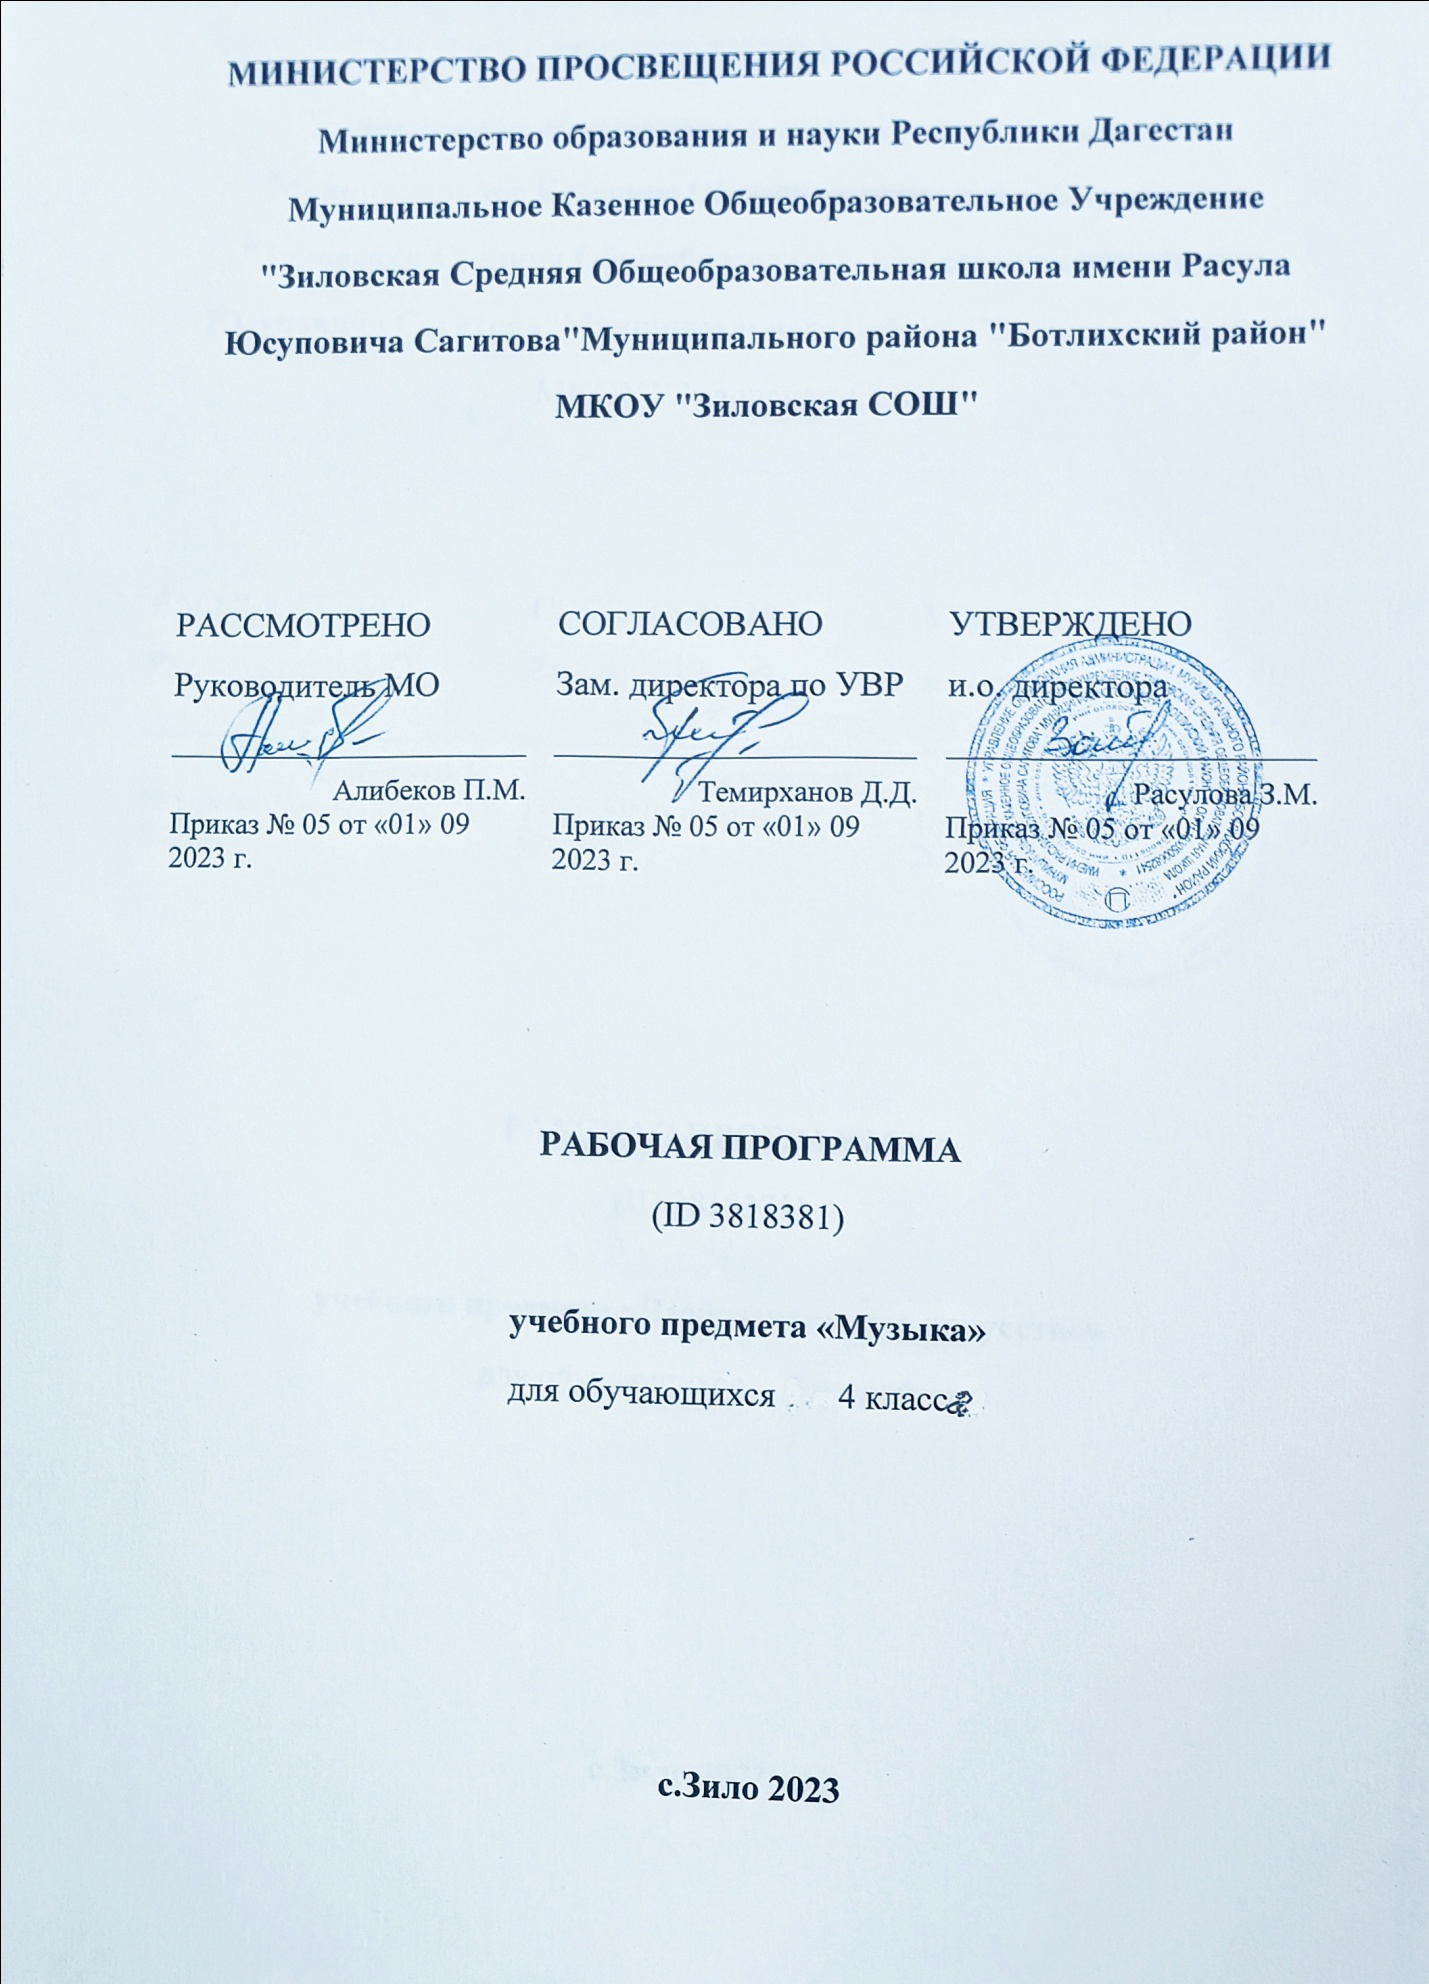 МИНИСТЕРСТВО ПРОСВЕЩЕНИЯ РОССИЙСКОЙ ФЕДЕРАЦИИ
Министерство образования и науки Республики Дагестан
Муниципальное Казенное Общеобразовательное Учреждение
"Зиловская Средняя Общеобразовательная школа имени Расула
Юсуповича Сагитова"Муниципального района "Ботлихский район"
МКОУ "Зиловская СОШ"
РАССМОТРЕНО
Руководитель МО
Алибеков П.М.
Приказ № 05 от «01» 09
2023 г.
СОГЛАСОВАНО
Зам. директора по УВР
Темирханов Д.Д.
Приказ № 05 от «01» 09
2023 г.
УТВЕРЖДЕНО
и.о. директора
Расулова З.М.
Приказ № 05 от «01» 09
2023 г.
РАБОЧАЯ ПРОГРАММА
(ID 3818381)
учебного предмета «Музыка»
для обучающихся 4 класса
с.Зило 2023